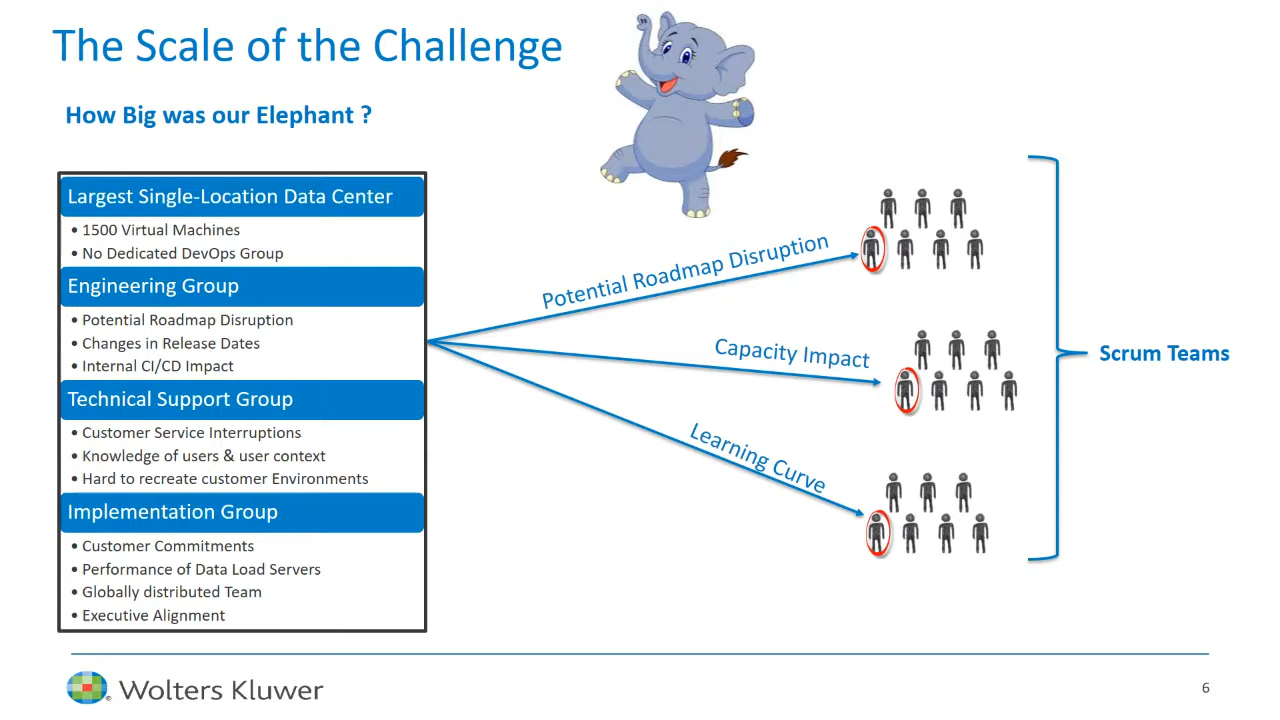 The Scale of the Challenge
How Big was our Elephant ?
Largest Single-Location Data Center
• 1500 Virtual Machines
• No Dedicated DevOps Group
Engineering Group
• Potential Roadmap Disruption
• Changes in Release Dates
• Internal CI/CD Impact
Technical Support Group
• Customer Service Interruptions
• Knowledge of users & user context
• Hard to recreate customer Environments
Implementation Group
• Customer Commitments
• Performance of Data Load Servers
• Globally distributed Team
• Executive Alignment
Potential Roadmap Disruption
Capacity Impact
Learning Curve
Scrum Teams
Wolters Kluwer
6